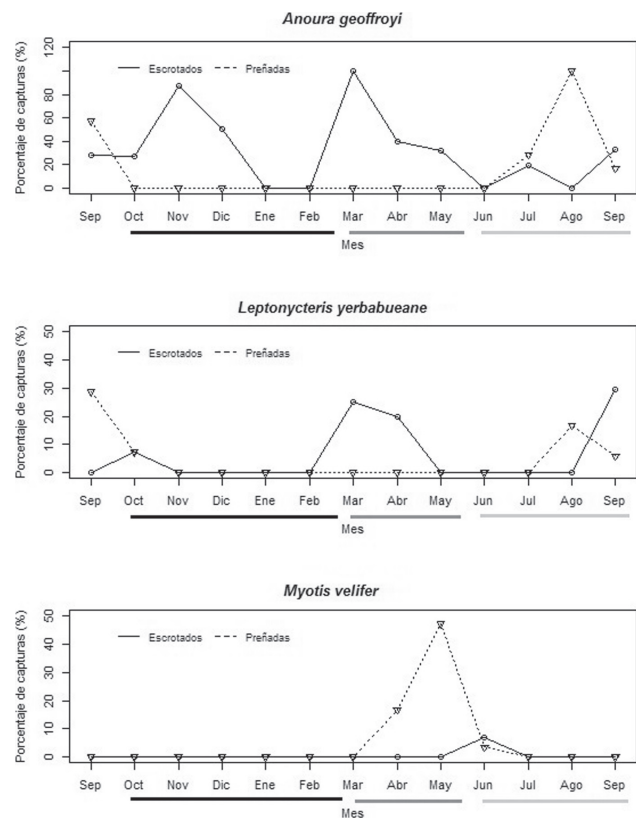 Anoura geoffroyi
Porcentaje de capturas (%)
120
80
60
40
20
0
Escrotados
Preñadas
Sep Oct Nov Dic Ene Feb Mar Abr May Jun Jul Ago Sep
Mes
Leptonycteris yerbabueane
Porcentaje de capturas (%)
50
40
30
20
10
0
Escrotados
Preñadas
Sep Oct Nov Dic Ene Feb Mar Abr May Jun Jul Ago Sep
Mes
Myotis velifer
Porcentaje de capturas (%)
50
40
30
20
10
0
Escrotados
Preñadas
Sep Oct Nov Dic Ene Feb Mar Abr May Jun Jul Ago Sep
Mes